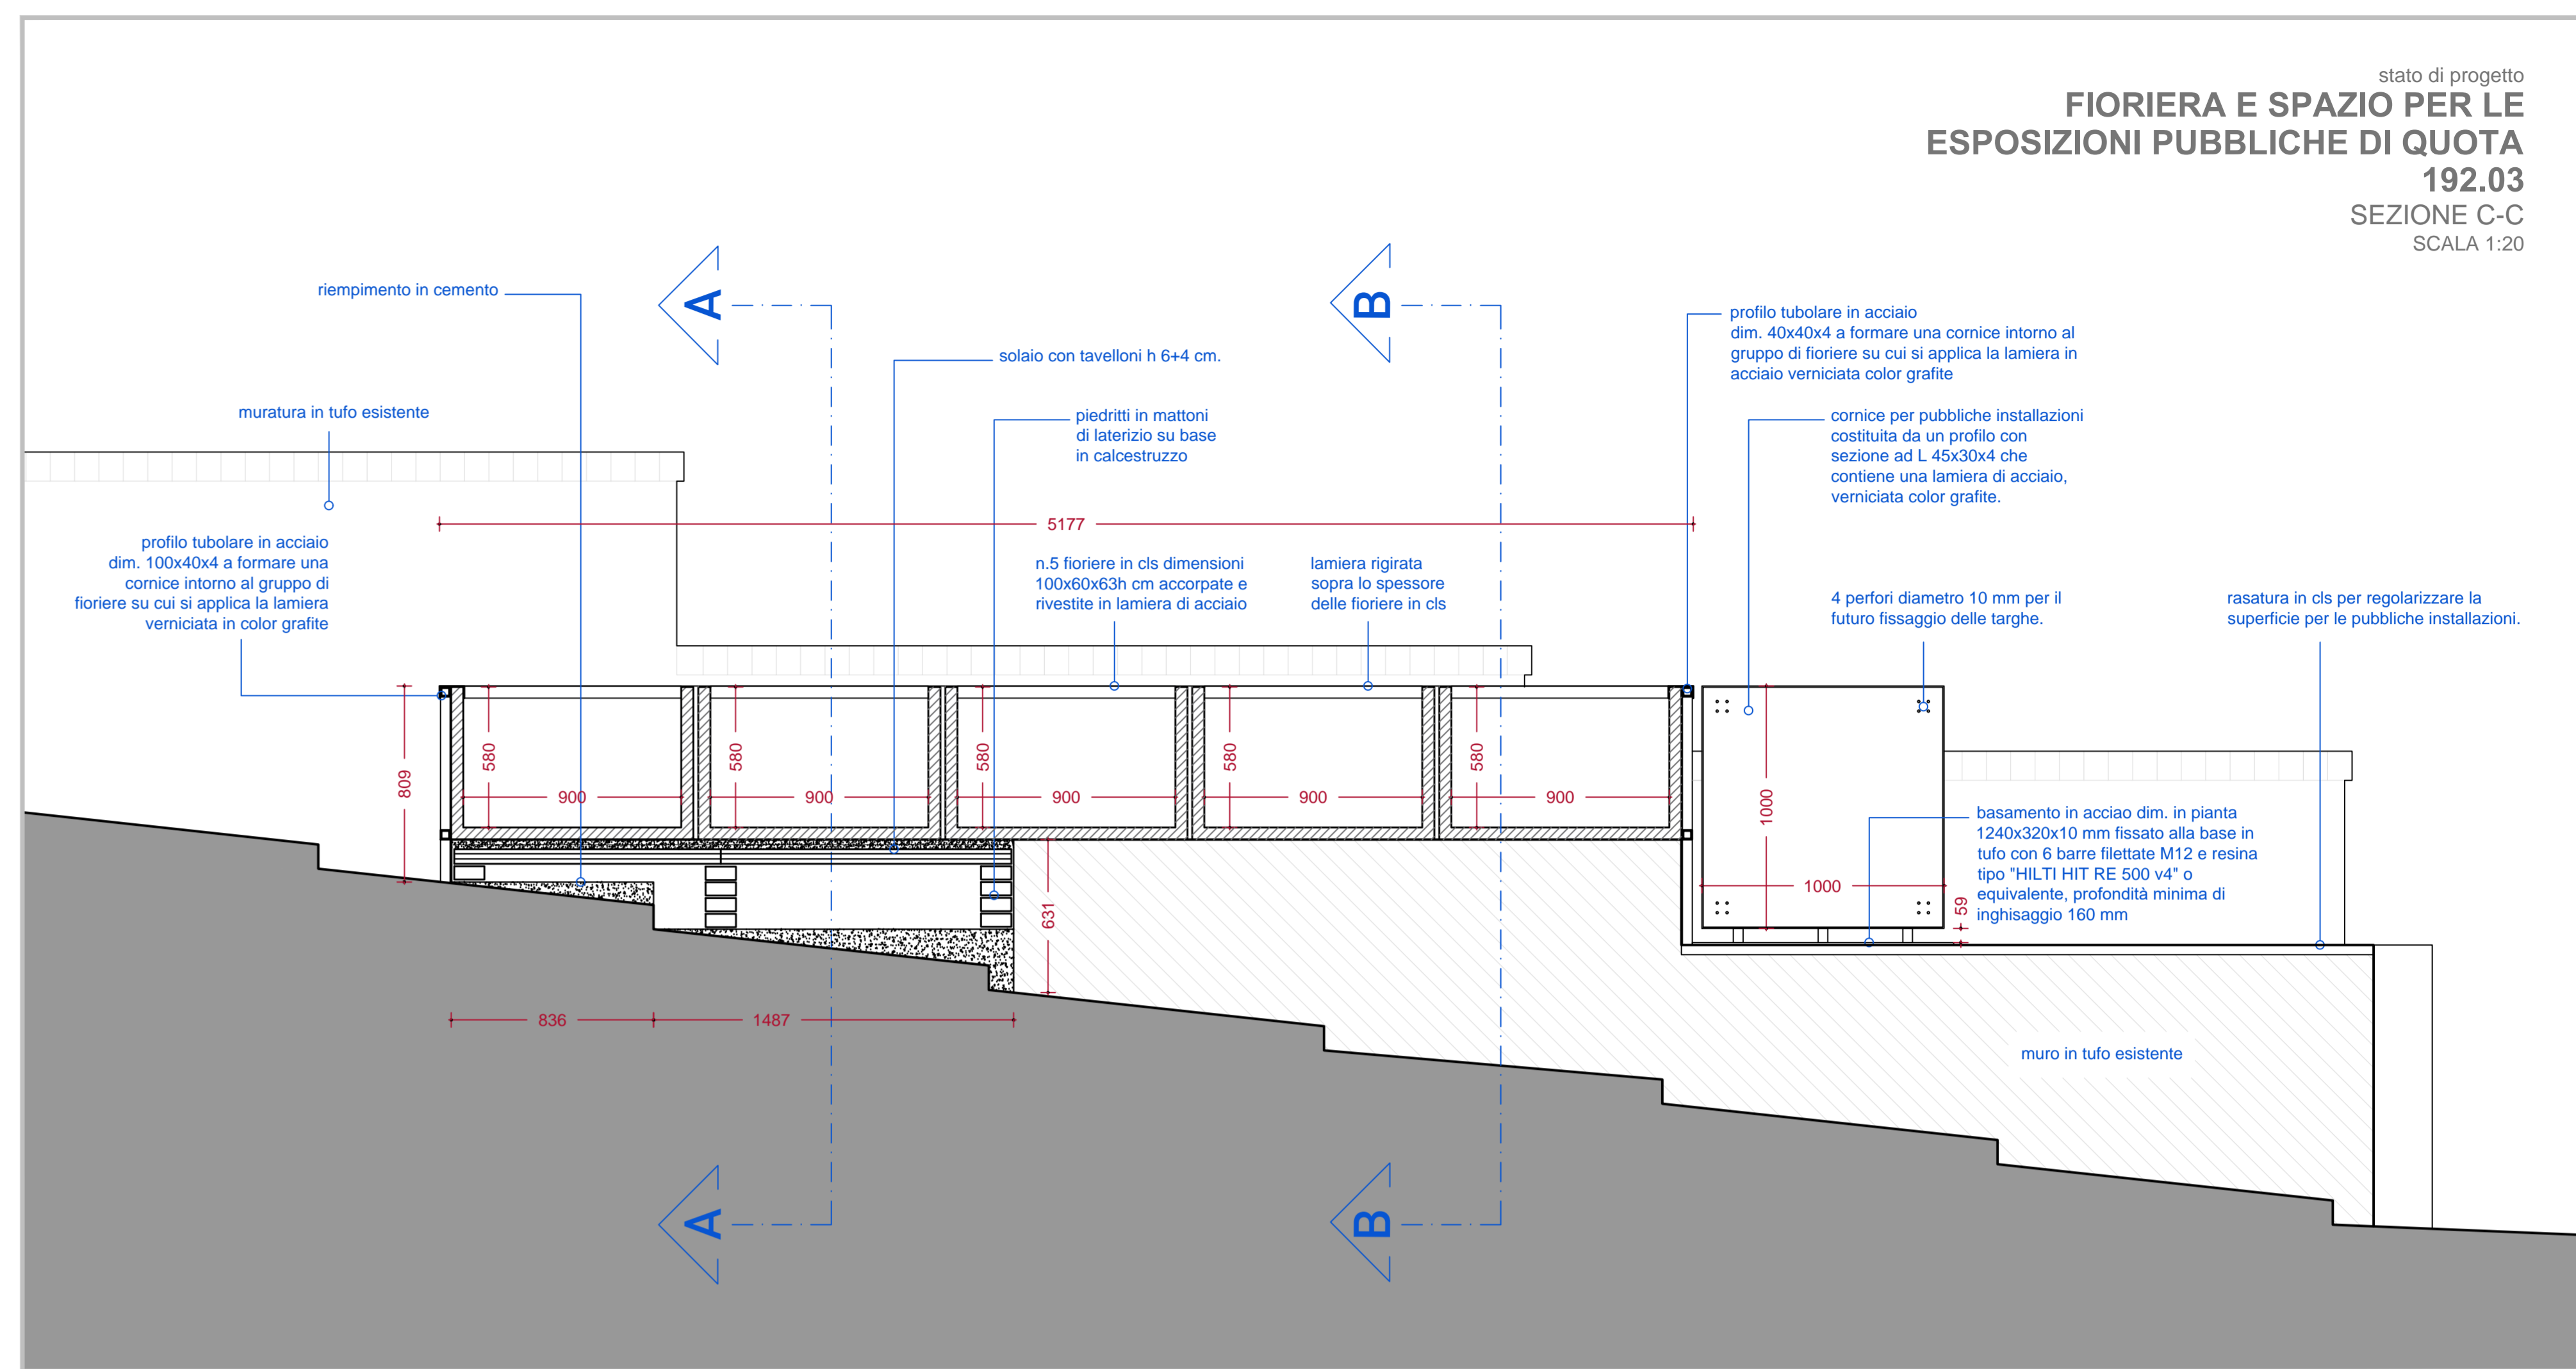 stato di progetto
FIORIERA E SPAZIO PER LE
ESPOSIZIONI PUBBLICHE DI QUOTA
192.03
SEZIONE C-C
SCALA 1:20
riempimento in cemento
A
B
profilo tubolare in acciaio
dim. 40x40x4 a formare una cornice intorno al
gruppo di fioriere su cui si applica la lamiera in
acciaio verniciata color grafite
solaio con tavelloni h 6+4 cm.
muratura in tufo esistente
piedritti in mattoni
di laterizio su base
in calcestruzzo
cornice per pubbliche installazioni
costituita da un profilo con
sezione ad L 45x30x4 che
contiene una lamiera di acciaio,
verniciata color grafite.
5177
profilo tubolare in acciaio
dim. 100x40x4 a formare una
cornice intorno al gruppo di
fioriere su cui si applica la lamiera
verniciata in color grafite
n.5 fioriere in cls dimensioni
100x60x63h cm accorpate e
rivestite in lamiera di acciaio
lamiera rigirata
sopra lo spessore
delle fioriere in cls
4 perfori diametro 10 mm per il
futuro fissaggio delle targhe.
rasatura in cls per regolarizzare la
superficie per le pubbliche installazioni.
809
580
580
580
580
580
900
900
900
900
900
1000
1000
59
basamento in acciao dim. in pianta
1240x320x10 mm fissato alla base in
tufo con 6 barre filettate M12 e resina
tipo "HILTI HIT RE 500 v4" o
equivalente, profondità minima di
inghisaggio 160 mm
631
836
1487
muro in tufo esistente
A
B